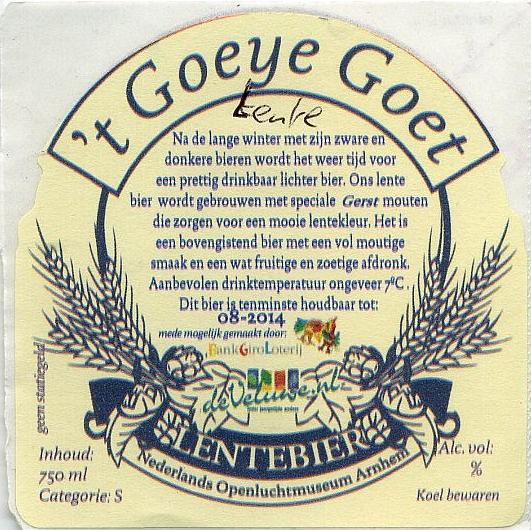 't Goeye Goet
Lente
Na de lange winter met zijn zware en
donkere bieren wordt het weer tijd voor
een prettig drinkbaar lichter bier. Ons lente
bier wordt gebrouwen met speciale Gerst mouten
die zorgen voor een mooie lentekleur. Het is
een bovengistend bier met een vol moutige
smaak en een wat fruitige en zoetige afdronk.
Aanbevolen drinktemperatuur ongeveer 7ºC.
Dit bier is tenminste houdbaar tot:
08-2014
mede mogelijk gemaakt door:
BankGiroLoterij
deVeluwe.nl
LENTEBIER
Nederlands Openluchtmuseum Arnhem
geen statiegeld
Inhoud:
750 ml
Categorie: S
Alc. vol:
%
Koel bewaren